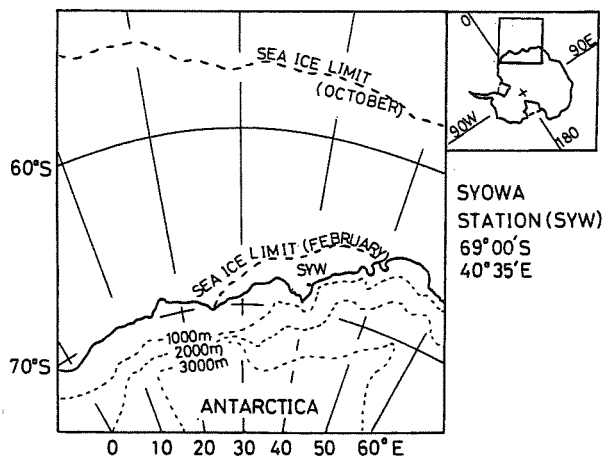 SEA ICE LIMIT
(OCTOBER)
60°S
SEA ICE LIMIT (FEBRUARY)
SYW
1000m
2000m
3000m
70°S
ANTARCTICA
0 10 20 30 40 50 60°E
0
90E
90W
180
SYOWA
STATION (SYW)
69°00'S
40°35'E